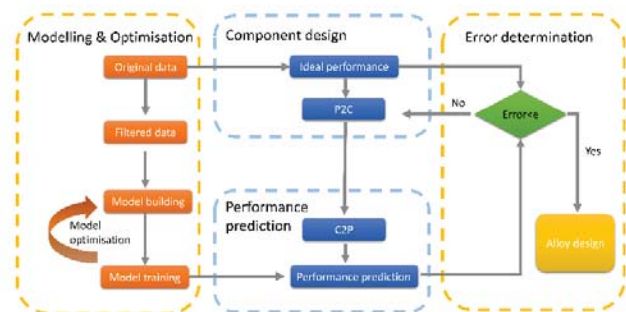 Modelling & Optimisation
Original data
Filtered data
Model building
Model
optimisation
Model training
Component design
Ideal performance
P2C
Performance
prediction
C2P
Performance prediction
Error determination
No
Error<
Yes
Alloy design